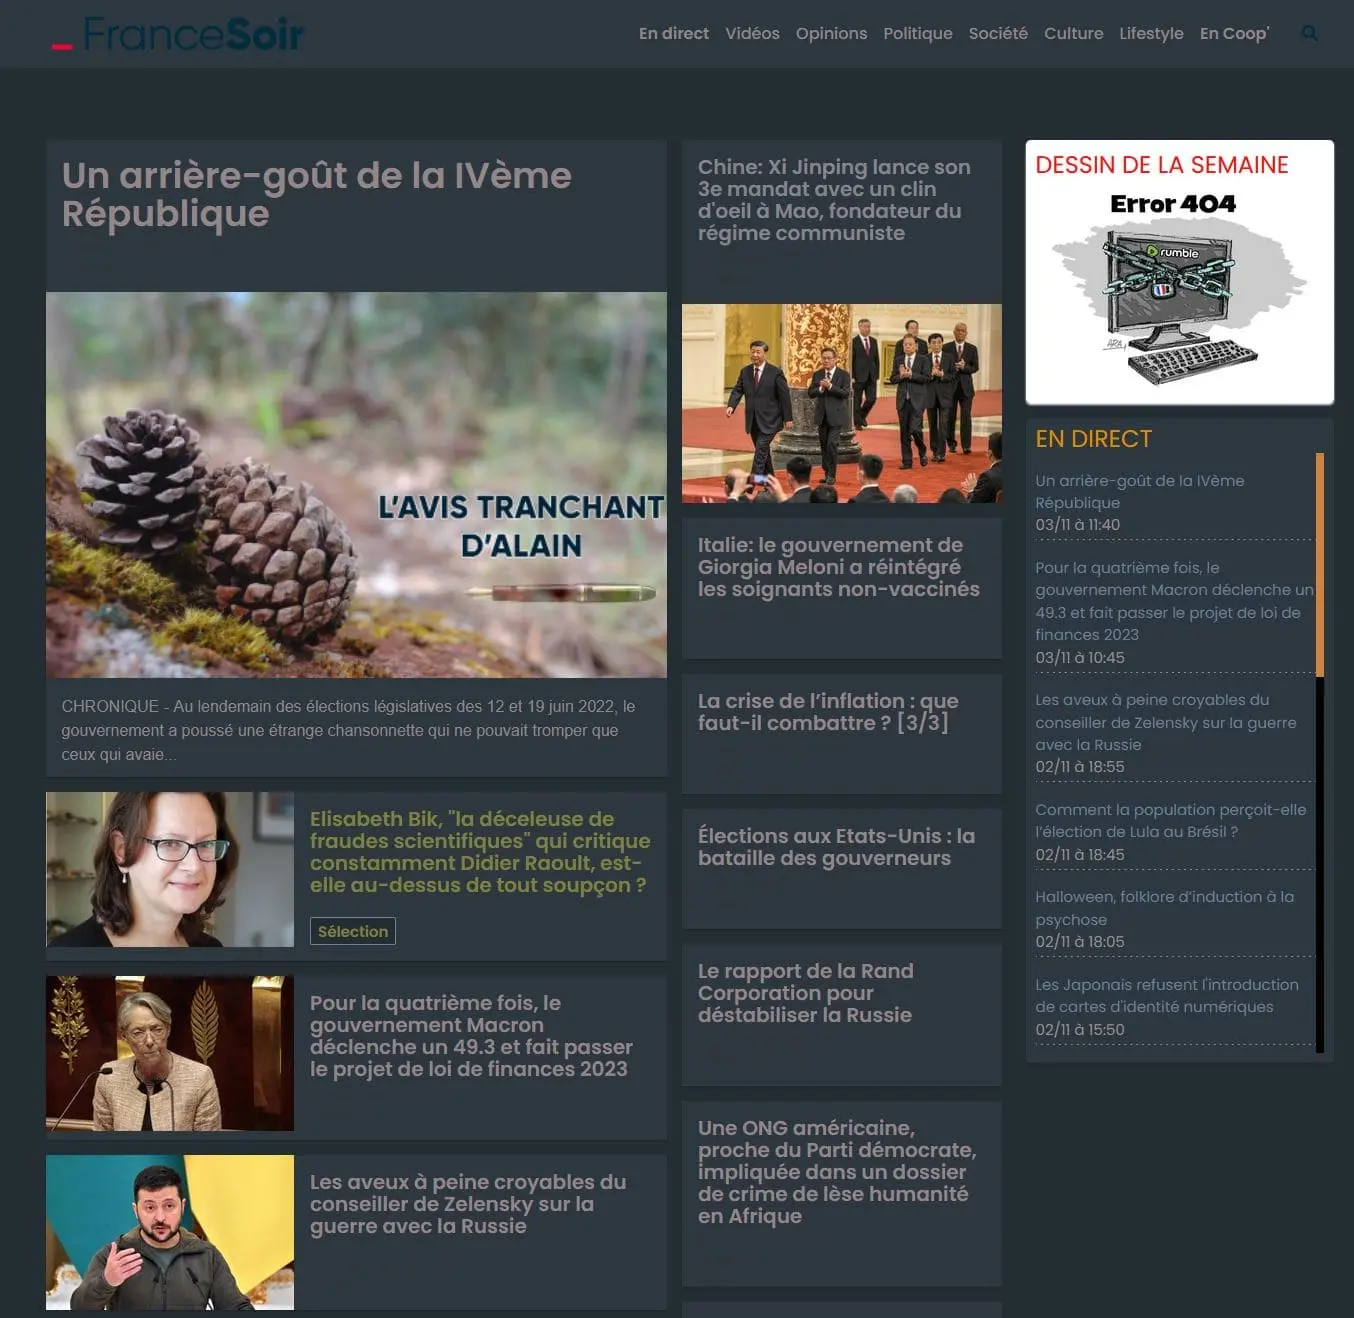 FranceSoir
En direct Vidéos Opinions Politique Société Culture Lifestyle En Coop'
Un arrière-goût de la IVème
République
L'AVIS TRANCHANT
D'ALAIN
CHRONIQUE - Au lendemain des élections législatives des 12 et 19 juin 2022, le
gouvernement a poussé une étrange chansonnette qui ne pouvait tromper que
ceux qui avaie...
Elisabeth Bik, "la déceleuse de
fraudes scientifiques" qui critique
constamment Didier Raoult, est-
elle au-dessus de tout soupçon ?
Sélection
Pour la quatrième fois, le
gouvernement Macron
déclenche un 49.3 et fait passer
le projet de loi de finances 2023
Les aveux à peine croyables du
conseiller de Zelensky sur la
guerre avec la Russie
Chine: Xi Jinping lance son
3e mandat avec un clin
d'oeil à Mao, fondateur du
régime communiste
Italie: le gouvernement de
Giorgia Meloni a réintégré
les soignants non-vaccinés
La crise de l’inflation : que
faut-il combattre ? [3/3]
Élections aux Etats-Unis : la
bataille des gouverneurs
Le rapport de la Rand
Corporation pour
déstabiliser la Russie
Une ONG américaine,
proche du Parti démocrate,
impliquée dans un dossier
de crime de lèse humanité
en Afrique
DESSIN DE LA SEMAINE
Error 404
rumble
ARA
EN DIRECT
Un arrière-goût de la IVème
République
03/11 à 11:40
Pour la quatrième fois, le
gouvernement Macron déclenche un
49.3 et fait passer le projet de loi de
finances 2023
03/11 à 10:45
Les aveux à peine croyables du
conseiller de Zelensky sur la guerre
avec la Russie
02/11 à 18:55
Comment la population perçoit-elle
l’élection de Lula au Brésil ?
02/11 à 18:45
Halloween, folklore d’induction à la
psychose
02/11 à 18:05
Les Japonais refusent l'introduction
de cartes d'identité numériques
02/11 à 15:50